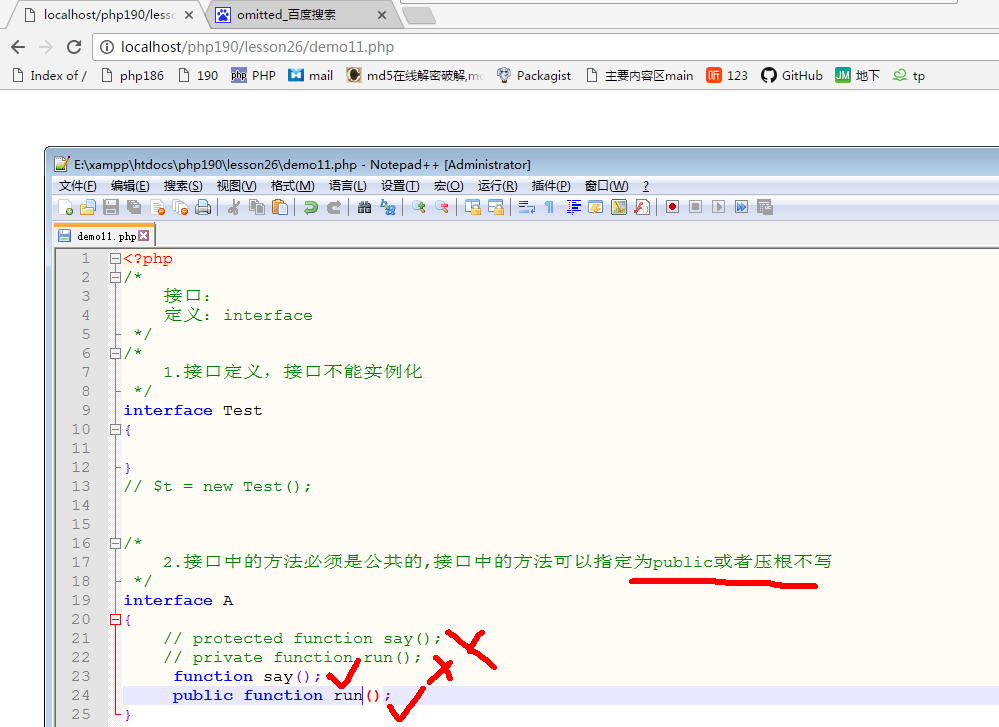 localhost/php190/lesso
omitted_百度搜索
localhost/php190/lesson26/demo11.php
Index of /
php186
190
PHP
mail
md5在线解密破解,mc
Packagist
主要内容区main
123
GitHub
地下
tp
E:\xampp\htdocs\php190\lesson26\demo11.php - Notepad++ [Administrator]
文件(F) 编辑(E) 搜索(S) 视图(V) 格式(M) 语言(L) 设置(T) 宏(O) 运行(R) 插件(P) 窗口(W) ?
demo11.php
1 <?php
2 /*
3 接口:
4 定义: interface
5 */
6 /*
7 1.接口定义, 接口不能实例化
8 */
9 interface Test
10 {
11
12 }
13 // $t = new Test();
14
15
16 /*
17 2.接口中的方法必须是公共的,接口中的方法可以指定为public或者压根不写
18 */
19 interface A
20 {
21 // protected function say();
22 // private function run();
23 function say();
24 public function run();
25 }